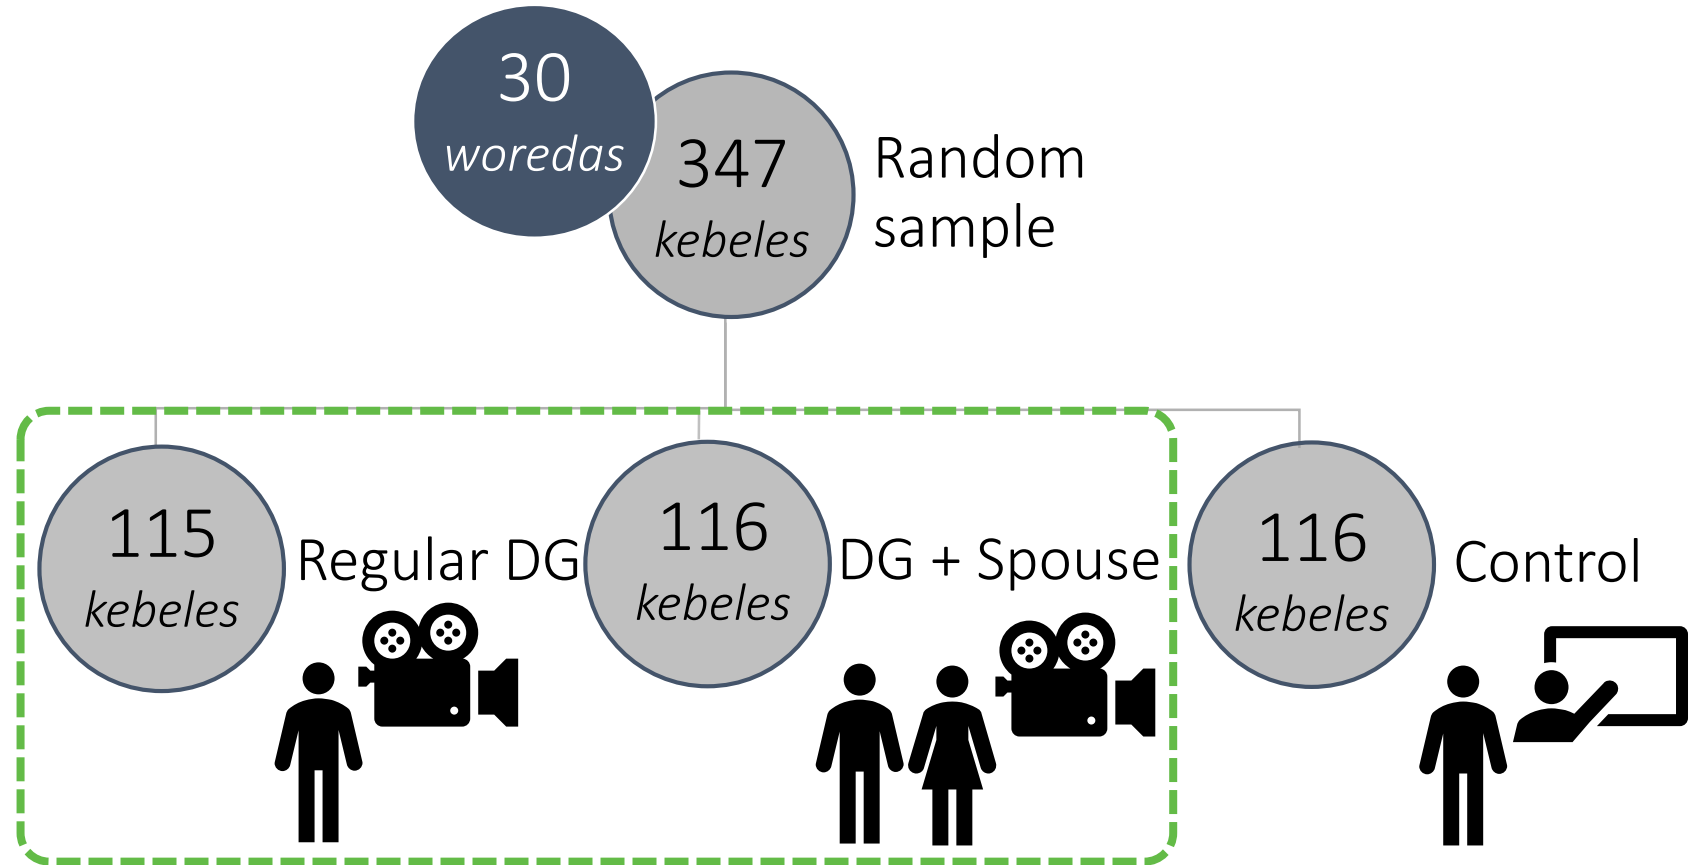 30
woredas
347
kebeles
Random
sample
115
kebeles
Regular DG
116
kebeles
DG + Spouse
116
kebeles
Control